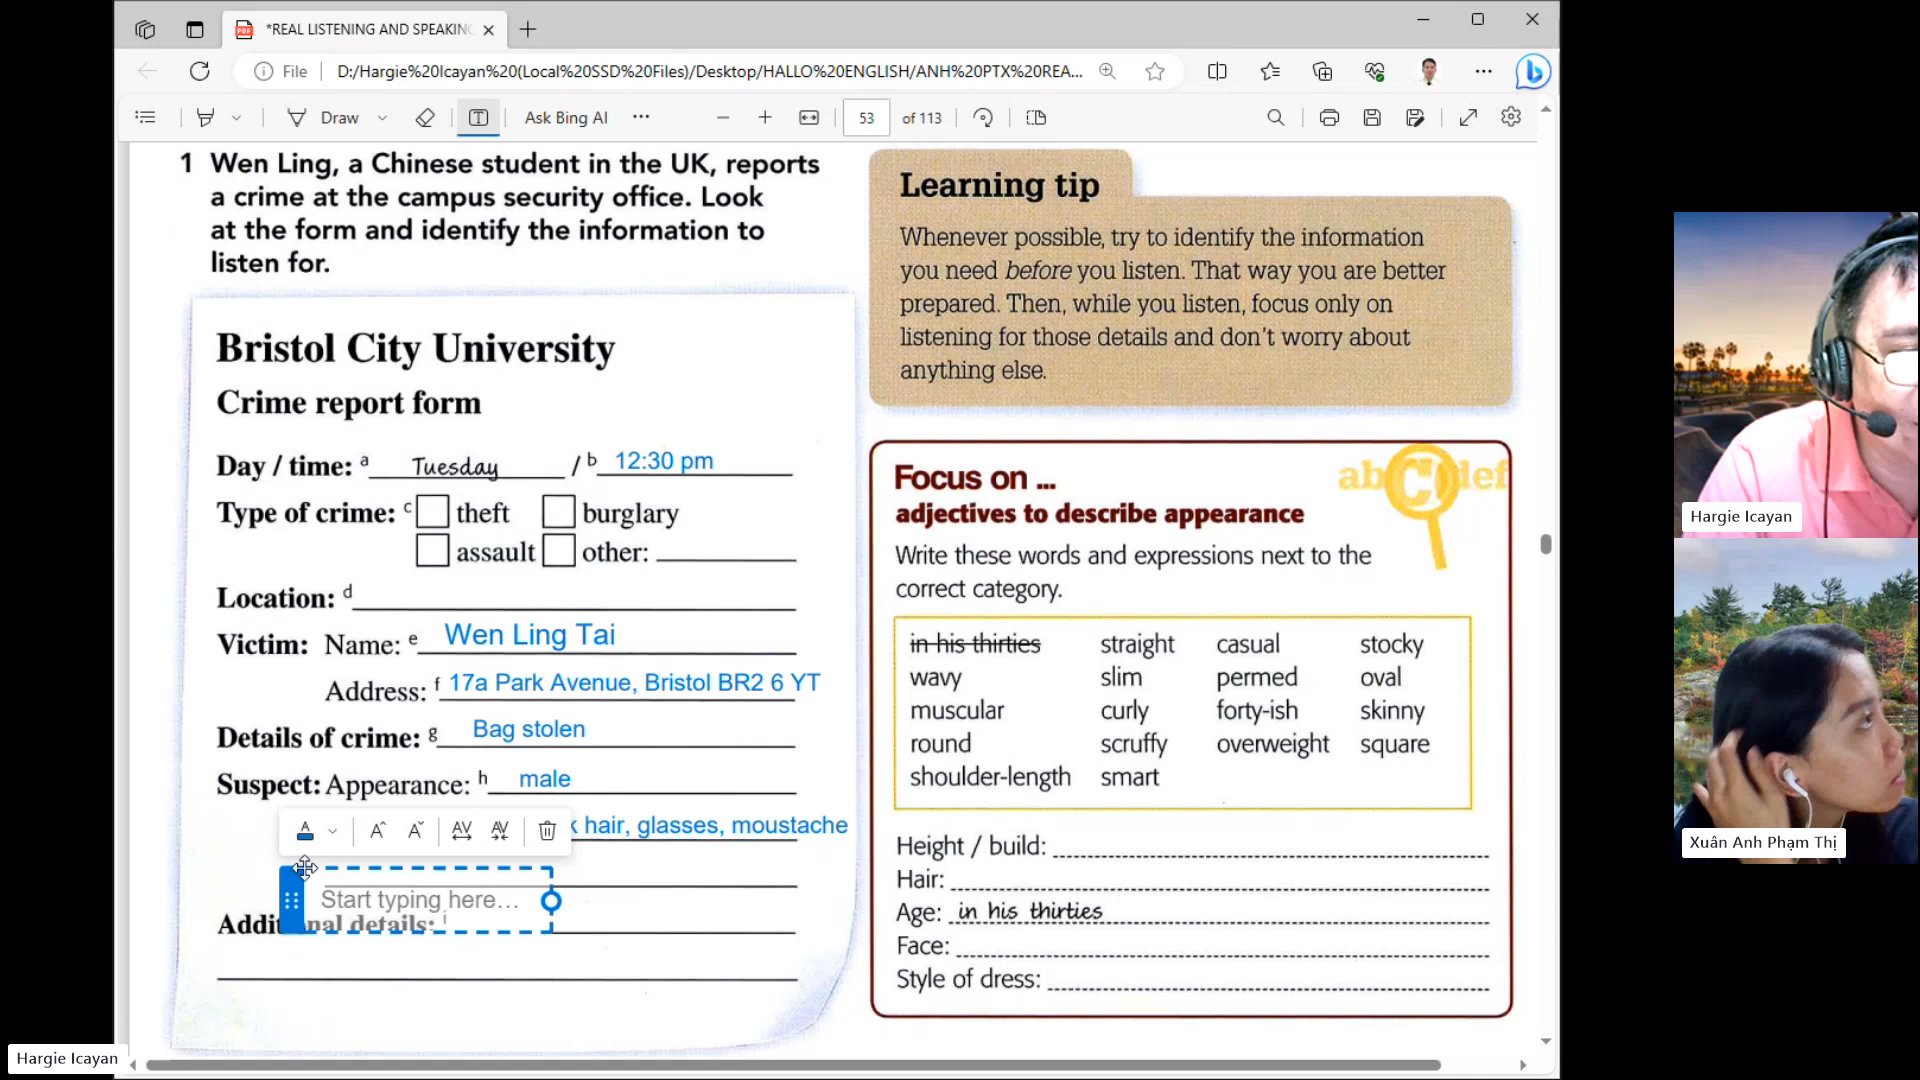 *REAL LISTENING AND SPEAKING
File
D:/Hargie%20Icayan%20(Local%20SSD%20Files)/Desktop/HALLO%20ENGLISH/ANH%20PTX%20REA...
Draw
Ask Bing AI
53 of 113
1 Wen Ling, a Chinese student in the UK, reports
a crime at the campus security office. Look
at the form and identify the information to
listen for.
Bristol City University
Crime report form
Day / time: a Tuesday / b 12:30 pm
Type of crime: c theft burglary
assault other:
Location: d
Victim: Name: e Wen Ling Tai
Address: f 17a Park Avenue, Bristol BR2 6 YT
Details of crime: g Bag stolen
Suspect: Appearance: h male
k hair, glasses, moustache
Start typing here...
Additional details:
Learning tip
Whenever possible, try to identify the information
you need before you listen. That way you are better
prepared. Then, while you listen, focus only on
listening for those details and don't worry about
anything else.
abCdef
Focus on ...
adjectives to describe appearance
Write these words and expressions next to the
correct category.
in his thirties straight casual stocky
wavy slim permed oval
muscular curly forty-ish skinny
round scruffy overweight square
shoulder-length smart
Height / build:
Hair:
Age: in his thirties
Face:
Style of dress:
Hargie Icayan
Xuân Anh Phạm Thị
Hargie Icayan